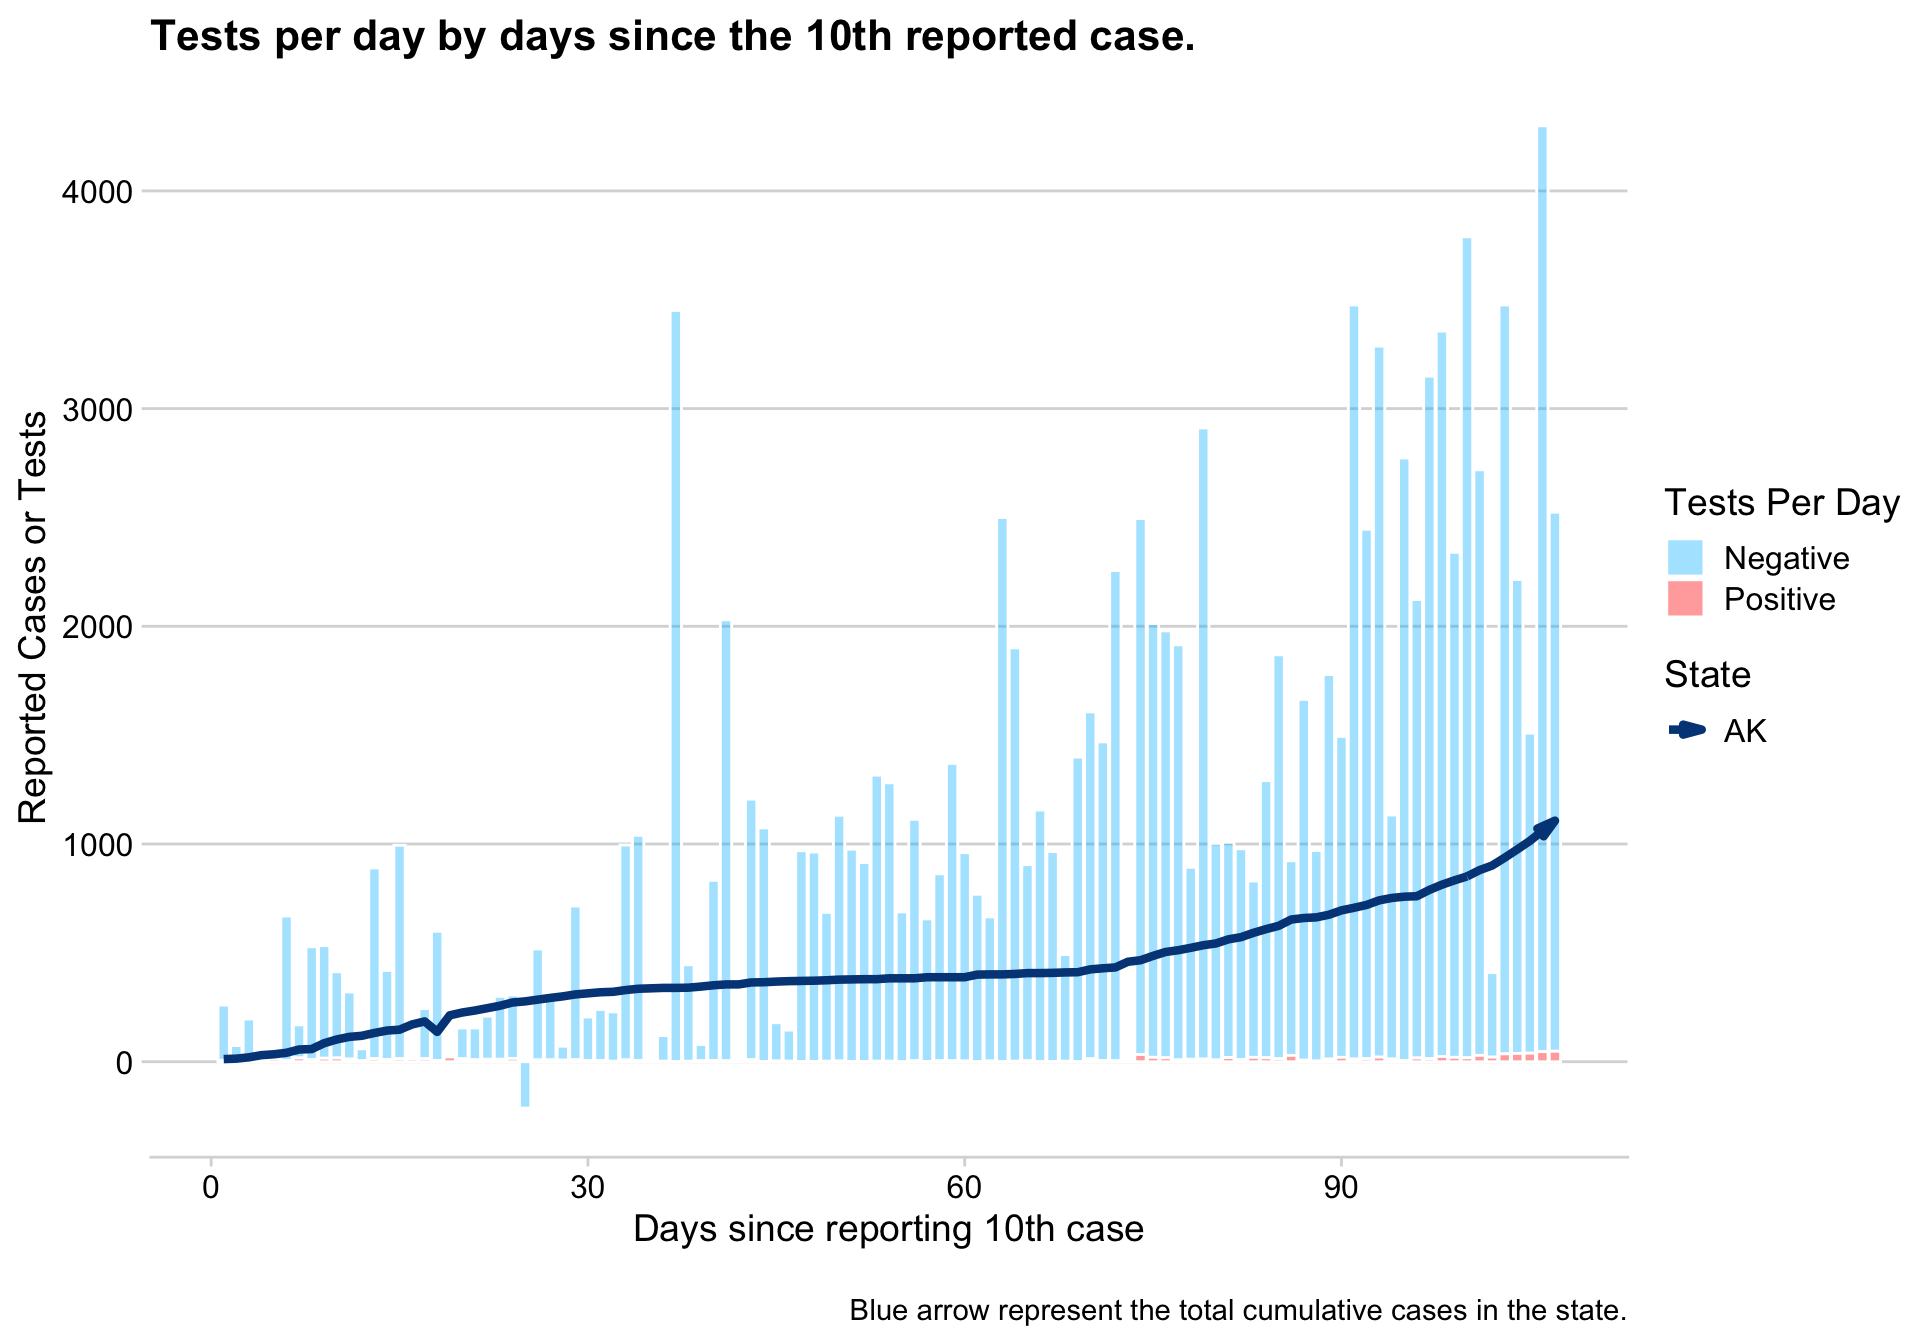 Tests per day by days since the 10th reported case.
4000
3000
2000
1000
0
Reported Cases or Tests
0 30 60 90
Days since reporting 10th case
Tests Per Day
Negative
Positive
State
AK
Blue arrow represent the total cumulative cases in the state.